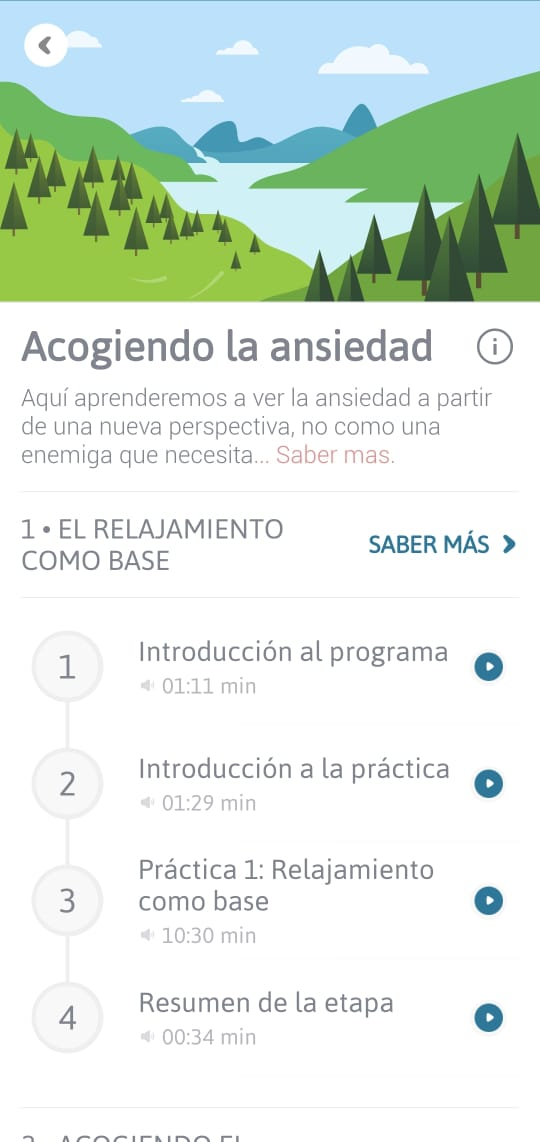 Acogiendo la ansiedad
Aquí aprenderemos a ver la ansiedad a partir
de una nueva perspectiva, no como una
enemiga que necesita... Saber mas.
1 • EL RELAJAMIENTO
COMO BASE
SABER MÁS
1
Introducción al programa
01:11 min
2
Introducción a la práctica
01:29 min
3
Práctica 1: Relajamiento
como base
10:30 min
4
Resumen de la etapa
00:34 min
2 • ACOGIENDO EL